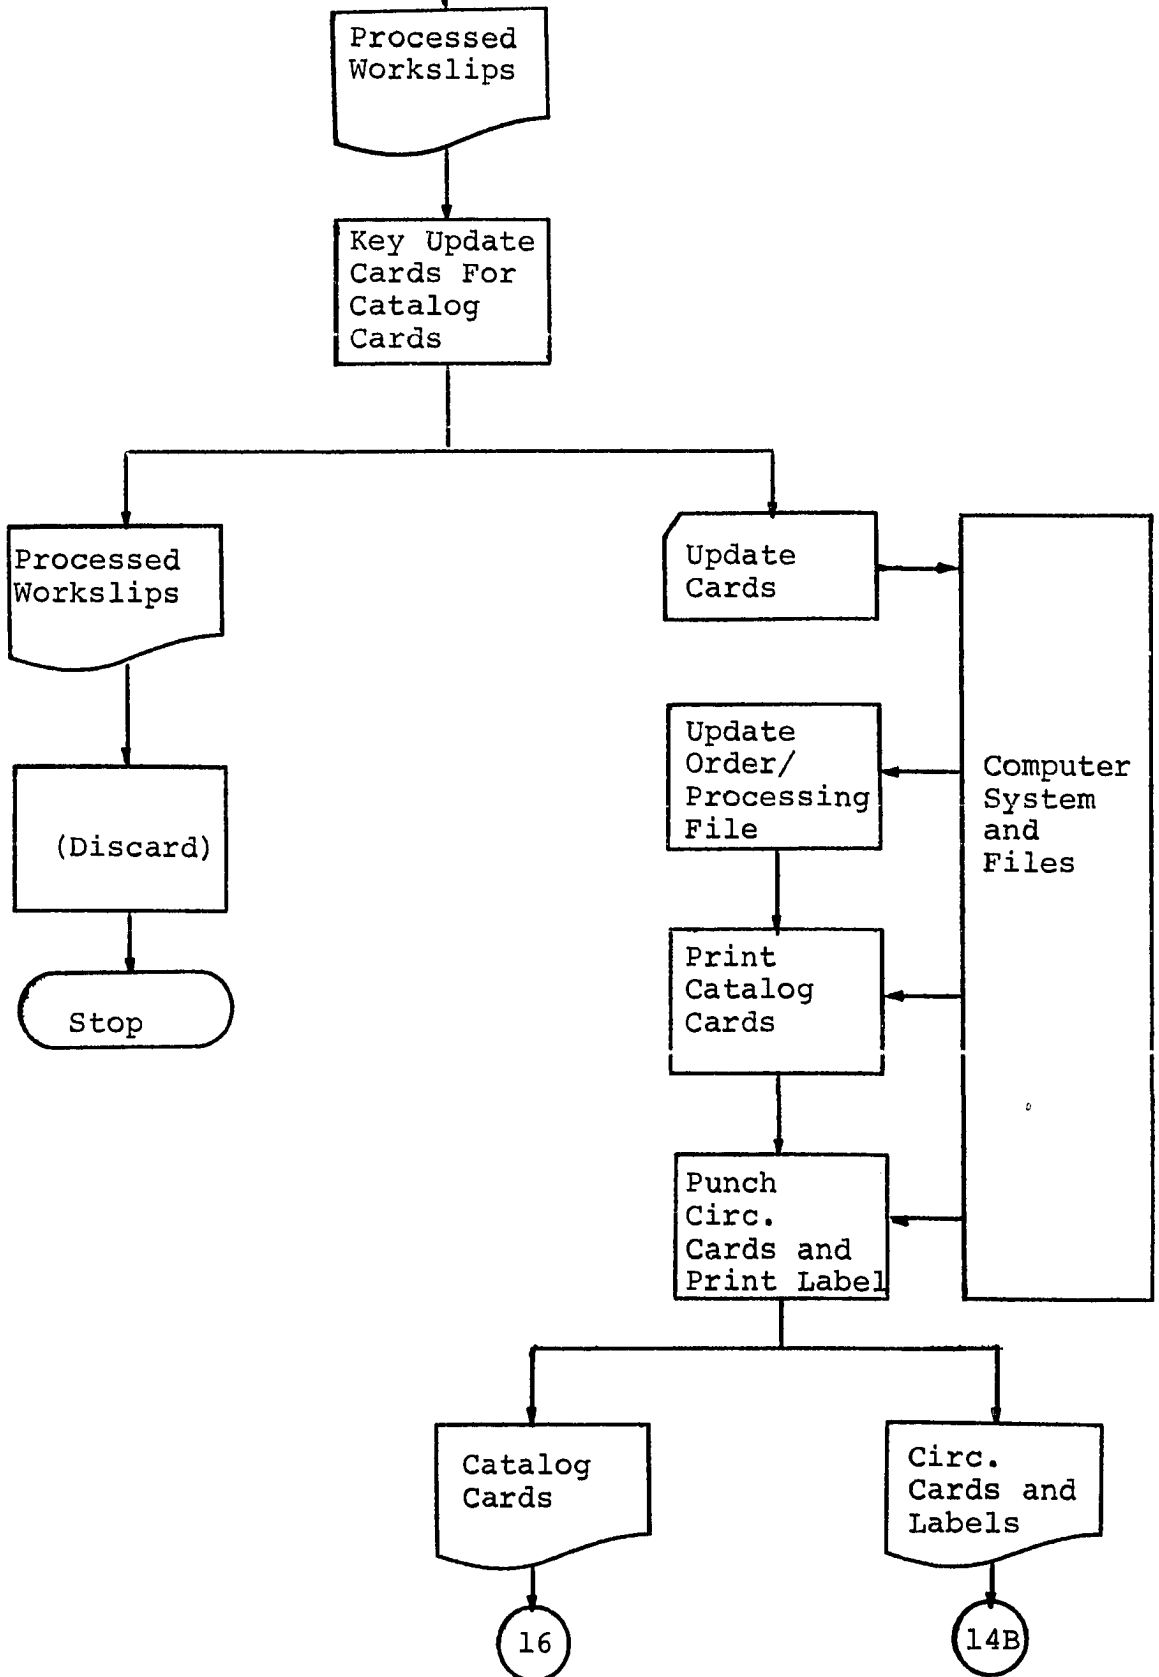 Processed
Workslips
Key Update
Cards For
Catalog
Cards
Processed
Workslips
(Discard)
Stop
Update
Cards
Update
Order/
Processing
File
Print
Catalog
Cards
Punch
Circ.
Cards and
Print Label
Computer
System
and
Files
Catalog
Cards
Circ.
Cards and
Labels
16
14B